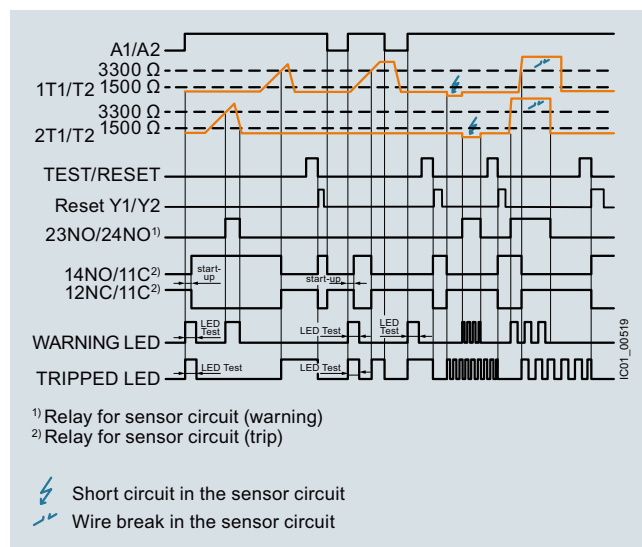 A1/A2
3300 Ω
1T1/T2 1500 Ω
3300 Ω
2T1/T2 1500 Ω
TEST/RESET
Reset Y1/Y2
23NO/24NO¹⁾
14NO/11C²⁾ start-up start-up
12NC/11C²⁾
WARNING LED LED Test LED Test LED Test
TRIPPED LED LED Test LED Test
IC01_00519
¹⁾ Relay for sensor circuit (warning)
²⁾ Relay for sensor circuit (trip)
Short circuit in the sensor circuit
Wire break in the sensor circuit